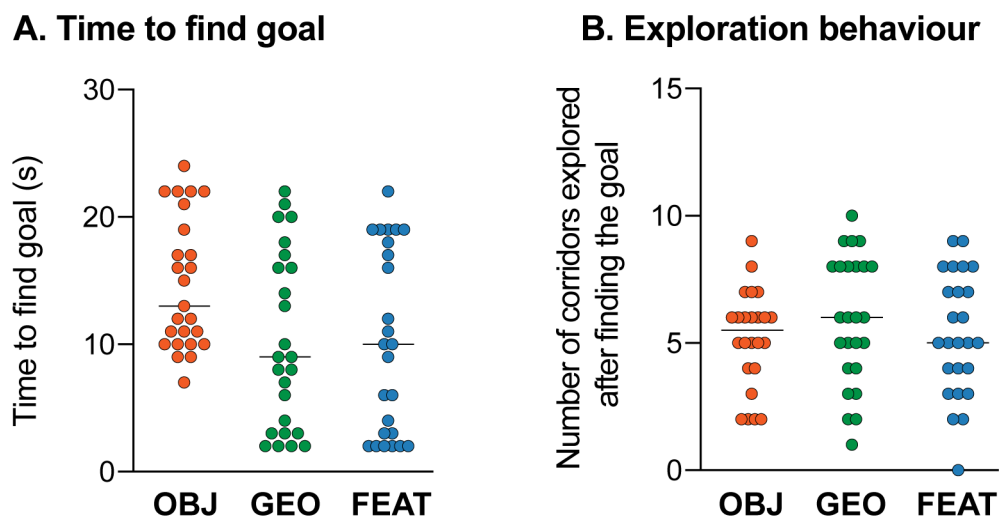 A. Time to find goal
Time to find goal (s)
30
20
10
0
OBJ GEO FEAT
B. Exploration behaviour
Number of corridors explored
after finding the goal
15
10
5
0
OBJ GEO FEAT